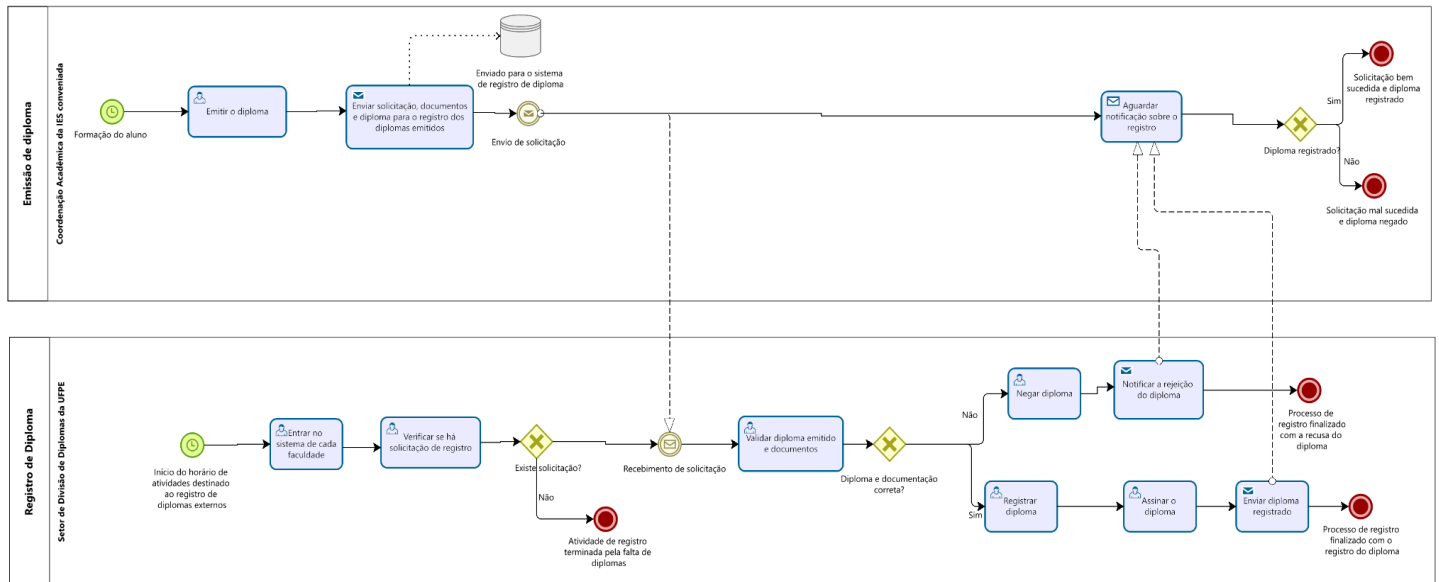 Emissão de diploma
Coordenação Acadêmica da IES conveniada
Formação do aluno
Emitir o diploma
Enviar solicitação, documentos
e diploma para o registro dos
diplomas emitidos
Enviado para o sistema
de registro de diploma
Envio de solicitação
Aguardar
notificação sobre o
registro
Diploma registrado?
Sim
Solicitação bem
sucedida e diploma
registrado
Não
Solicitação mal sucedida
e diploma negado
Registro de Diploma
Setor de Divisão de Diplomas da UFPE
Início do horário de
atividades destinado
ao registro de
diplomas externos
Entrar no
sistema de cada
faculdade
Verificar se há
solicitação de registro
Existe solicitação?
Não
Atividade de registro
terminada pela falta de
diplomas
Recebimento de solicitação
Validar diploma emitido
e documentos
Diploma e documentação
correta?
Não
Negar diploma
Notificar a rejeição
do diploma
Processo de
registro finalizado
com a recusa do
diploma
Sim
Registrar
diploma
Assinar o
diploma
Enviar diploma
registrado
Processo de registro
finalizado com o
registro do diploma